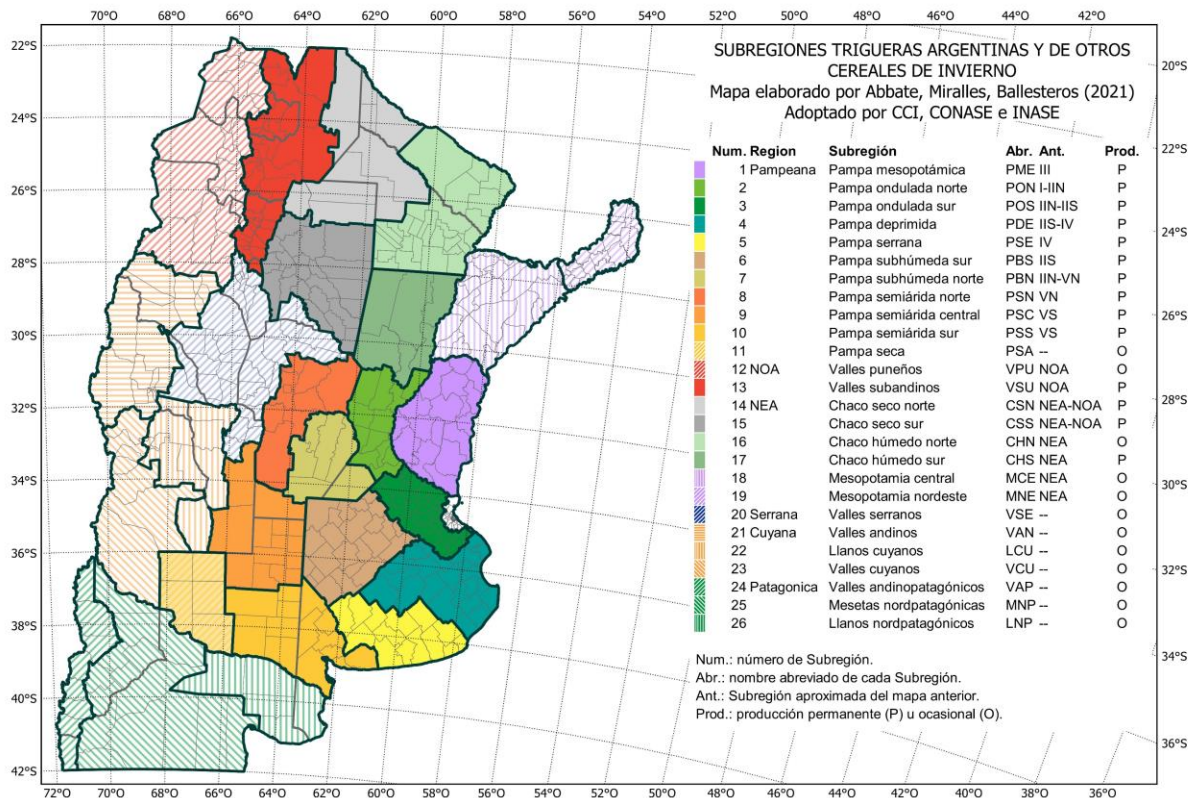 70ºO 68ºO 66ºO 64ºO 62ºO 60ºO 58ºO 56ºO 54ºO 52ºO 50ºO 48ºO 46ºO 44ºO 42ºO
22ºS
24ºS
26ºS
28ºS
30ºS
32ºS
34ºS
36ºS
38ºS
40ºS
42ºS
SUBREGIONES TRIGUERAS ARGENTINAS Y DE OTROS
CEREALES DE INVIERNO
Mapa elaborado por Abbate, Miralles, Ballesteros (2021)
Adoptado por CCI, CONASE e INASE
Num. Region Subregión Abr. Ant. Prod.
1 Pampeana Pampa mesopotámica PME III P
2 Pampa ondulada norte PON I-IIN P
3 Pampa ondulada sur POS IIN-IIS P
4 Pampa deprimida PDE IIS-IV P
5 Pampa serrana PSE IV P
6 Pampa subhúmeda sur PBS IIS P
7 Pampa subhúmeda norte PBN IIN-VN P
8 Pampa semiárida norte PSN VN P
9 Pampa semiárida central PSC VS P
10 Pampa semiárida sur PSS VS P
11 Pampa seca PSA -- O
12 NOA Valles puneños VPU NOA O
13 Valles subandinos VSU NOA P
14 NEA Chaco seco norte CSN NEA-NOA P
15 Chaco seco sur CSS NEA-NOA P
16 Chaco húmedo norte CHN NEA O
17 Chaco húmedo sur CHS NEA P
18 Mesopotamia central MCE NEA O
19 Mesopotamia nordeste MNE NEA O
20 Serrana Valles serranos VSE -- O
21 Cuyana Valles andinos VAN -- O
22 Llanos cuyanos LCU -- O
23 Valles cuyanos VCU -- O
24 Patagonica Valles andinopatagónicos VAP -- O
25 Mesetas nordpatagónicas MNP -- O
26 Llanos nordpatagónicos LNP -- O
Num.: número de Subregión.
Abr.: nombre abreviado de cada Subregión.
Ant.: Subregión aproximada del mapa anterior.
Prod.: producción permanente (P) u ocasional (O).
20ºS
22ºS
24ºS
26ºS
28ºS
30ºS
32ºS
34ºS
36ºS
72ºO 70ºO 68ºO 66ºO 64ºO 62ºO 60ºO 58ºO 56ºO 54ºO 52ºO 50ºO 48ºO 46ºO 44ºO 42ºO 40ºO 38ºO 36ºO